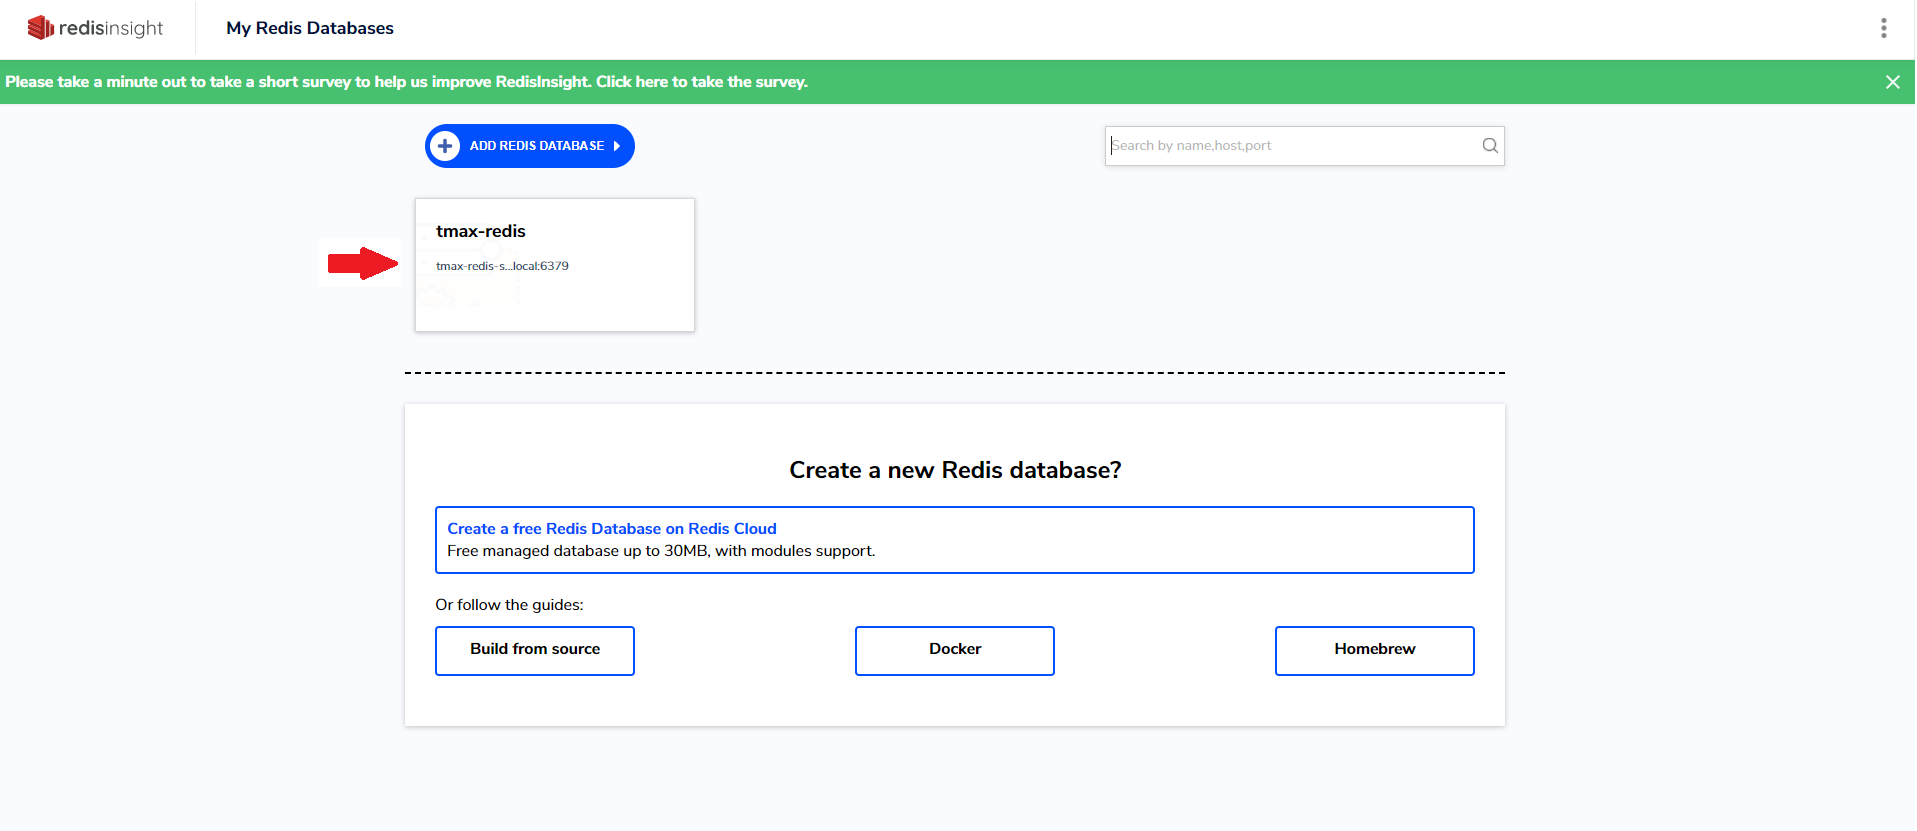 redisinsight
My Redis Databases
Please take a minute out to take a short survey to help us improve RedisInsight. Click here to take the survey.
ADD REDIS DATABASE
Search by name,host,port
tmax-redis
tmax-redis-s...local:6379
Create a new Redis database?
Create a free Redis Database on Redis Cloud
Free managed database up to 30MB, with modules support.
Or follow the guides:
Build from source
Docker
Homebrew